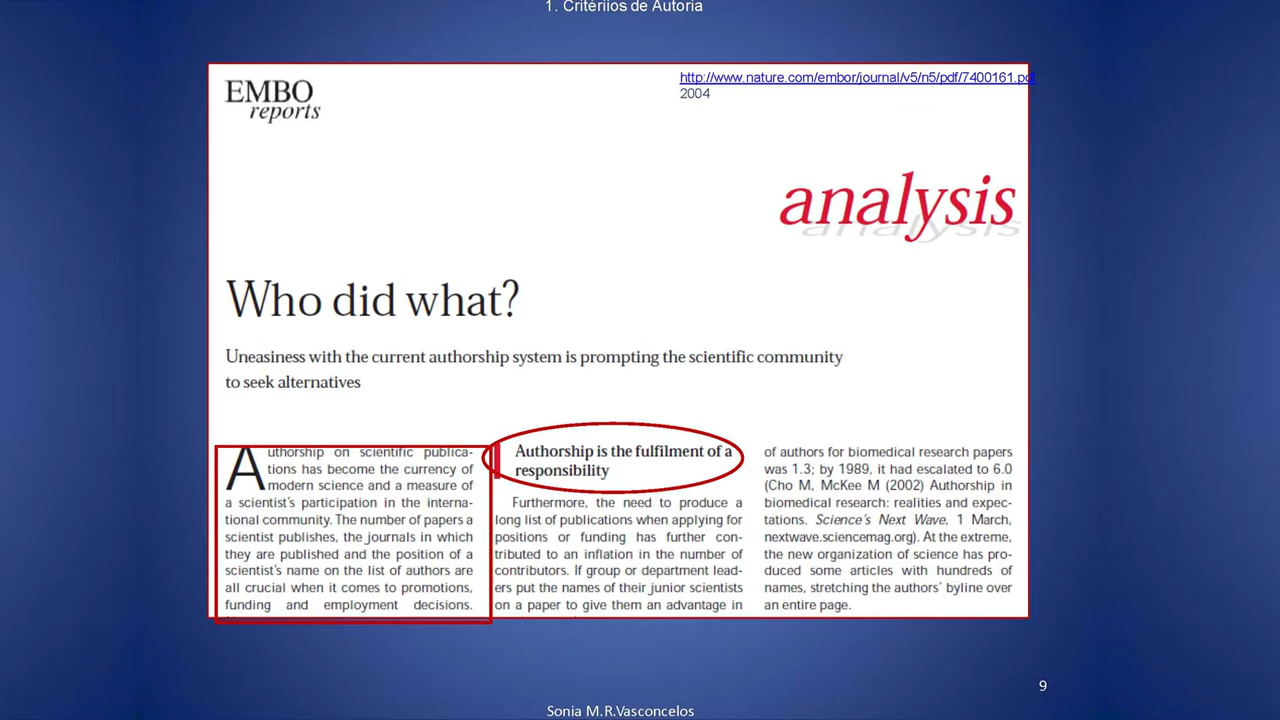 1. Critériios de Autoria
EMBO
reports
http://www.nature.com/embor/journal/v5/n5/pdf/7400161.pdf
2004
analysis
Who did what?
Uneasiness with the current authorship system is prompting the scientific community
to seek alternatives
Authorship on scientific publica-
tions has become the currency of
modern science and a measure of
a scientist's participation in the interna-
tional community. The number of papers a
scientist publishes, the journals in which
they are published and the position of a
scientist's name on the list of authors are
all crucial when it comes to promotions,
funding and employment decisions.
Authorship is the fulfilment of a
responsibility
Furthermore, the need to produce a
long list of publications when applying for
positions or funding has further con-
tributed to an inflation in the number of
contributors. If group or department lead-
ers put the names of their junior scientists
on a paper to give them an advantage in
of authors for biomedical research papers
was 1.3; by 1989, it had escalated to 6.0
(Cho M, McKee M (2002) Authorship in
biomedical research: realities and expec-
tations. Science's Next Wave, 1 March,
nextwave.sciencemag.org). At the extreme,
the new organization of science has pro-
duced some articles with hundreds of
names, stretching the authors' byline over
an entire page.
9
Sonia M.R.Vasconcelos